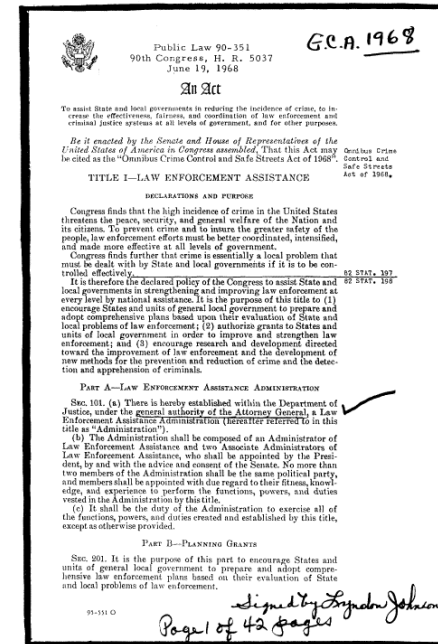 G.C.A. 1968
Public Law 90-351
90th Congress, H. R. 5037
June 19, 1968
An Act
To assist State and local governments in reducing the incidence of crime, to in-
crease the effectiveness, fairness, and coordination of law enforcement and
criminal justice systems at all levels of government, and for other purposes.
Be it enacted by the Senate and House of Representatives of the
United States of America in Congress assembled, That this Act may
be cited as the "Omnibus Crime Control and Safe Streets Act of 1968".
Omnibus Crime
Control and
Safe Streets
Act of 1968.
TITLE I—LAW ENFORCEMENT ASSISTANCE
DECLARATIONS AND PURPOSE
Congress finds that the high incidence of crime in the United States
threatens the peace, security, and general welfare of the Nation and
its citizens. To prevent crime and to insure the greater safety of the
people, law enforcement efforts must be better coordinated, intensified,
and made more effective at all levels of government.
Congress finds further that crime is essentially a local problem that
must be dealt with by State and local governments if it is to be con-
trolled effectively.
82 STAT. 197
82 STAT. 198
It is therefore the declared policy of the Congress to assist State and
local governments in strengthening and improving law enforcement at
every level by national assistance. It is the purpose of this title to (1)
encourage States and units of general local government to prepare and
adopt comprehensive plans based upon their evaluation of State and
local problems of law enforcement; (2) authorize grants to States and
units of local government in order to improve and strengthen law
enforcement; and (3) encourage research and development directed
toward the improvement of law enforcement and the development of
new methods for the prevention and reduction of crime and the detec-
tion and apprehension of criminals.
PART A—LAW ENFORCEMENT ASSISTANCE ADMINISTRATION
SEC. 101. (a) There is hereby established within the Department of
Justice, under the general authority of the Attorney General, a Law
Enforcement Assistance Administration (hereafter referred to in this
title as "Administration").
(b) The Administration shall be composed of an Administrator of
Law Enforcement Assistance and two Associate Administrators of
Law Enforcement Assistance, who shall be appointed by the Presi-
dent, by and with the advice and consent of the Senate. No more than
two members of the Administration shall be of the same political party,
and members shall be appointed with due regard to their fitness, knowl-
edge, and experience to perform the functions, powers, and duties
vested in the Administration by this title.
(c) It shall be the duty of the Administration to exercise all of
the functions, powers, and duties created and established by this title,
except as otherwise provided.
PART B—PLANNING GRANTS
SEC. 201. It is the purpose of this part to encourage States and
units of general local government to prepare and adopt compre-
hensive law enforcement plans based on their evaluation of State
and local problems of law enforcement.
95-351 O
Signed by Lyndon Johnson
Page 1 of 42 pages